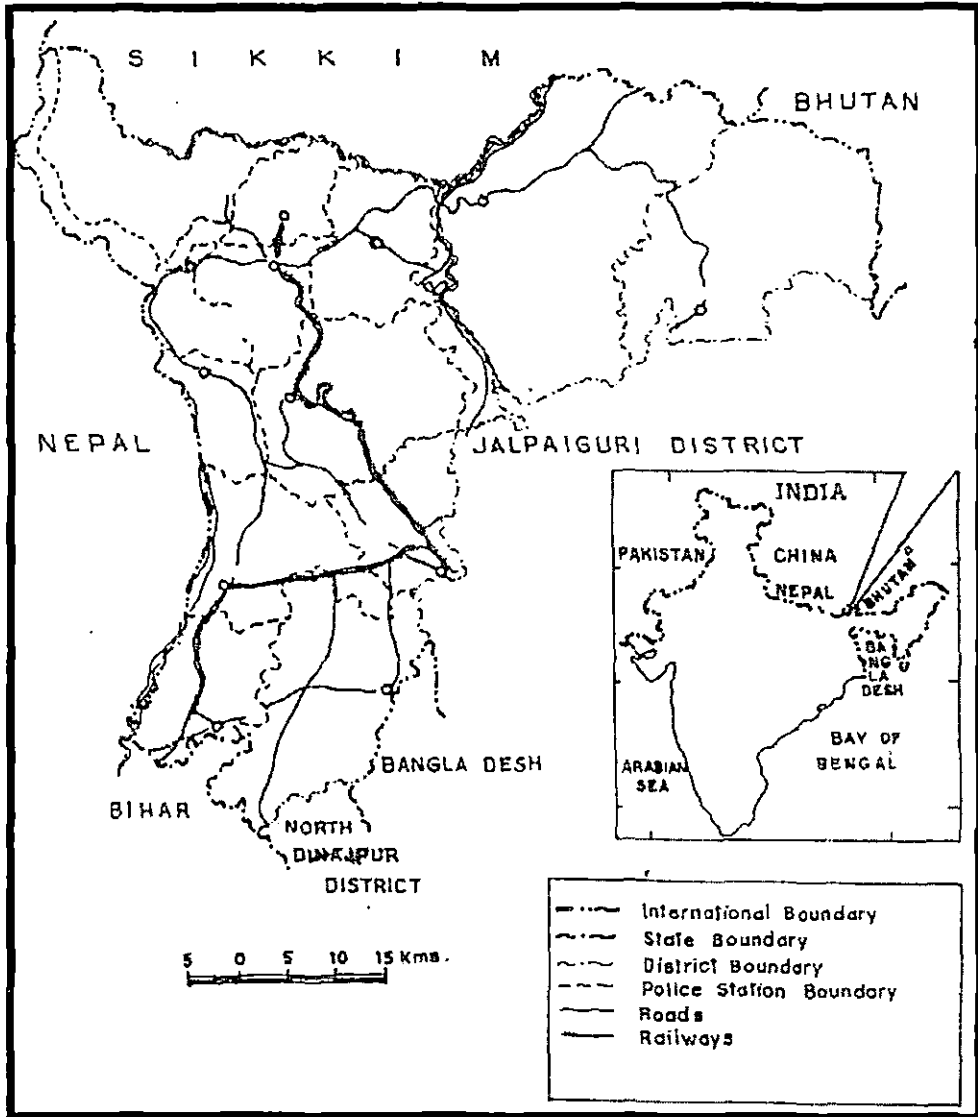 SIKKIM
BHUTAN
NEPAL
JALPAIGURI DISTRICT
INDIA
PAKISTAN
CHINA
NEPAL
BHUTAN
BA
NG
LA
DESH
BAY OF
BENGAL
ARABIAN
SEA
BANGLA DESH
BIHAR
NORTH
DINAJPUR
DISTRICT
5 0 5 10 15 Kms.
International Boundary
State Boundary
District Boundary
Police Station Boundary
Roads
Railways